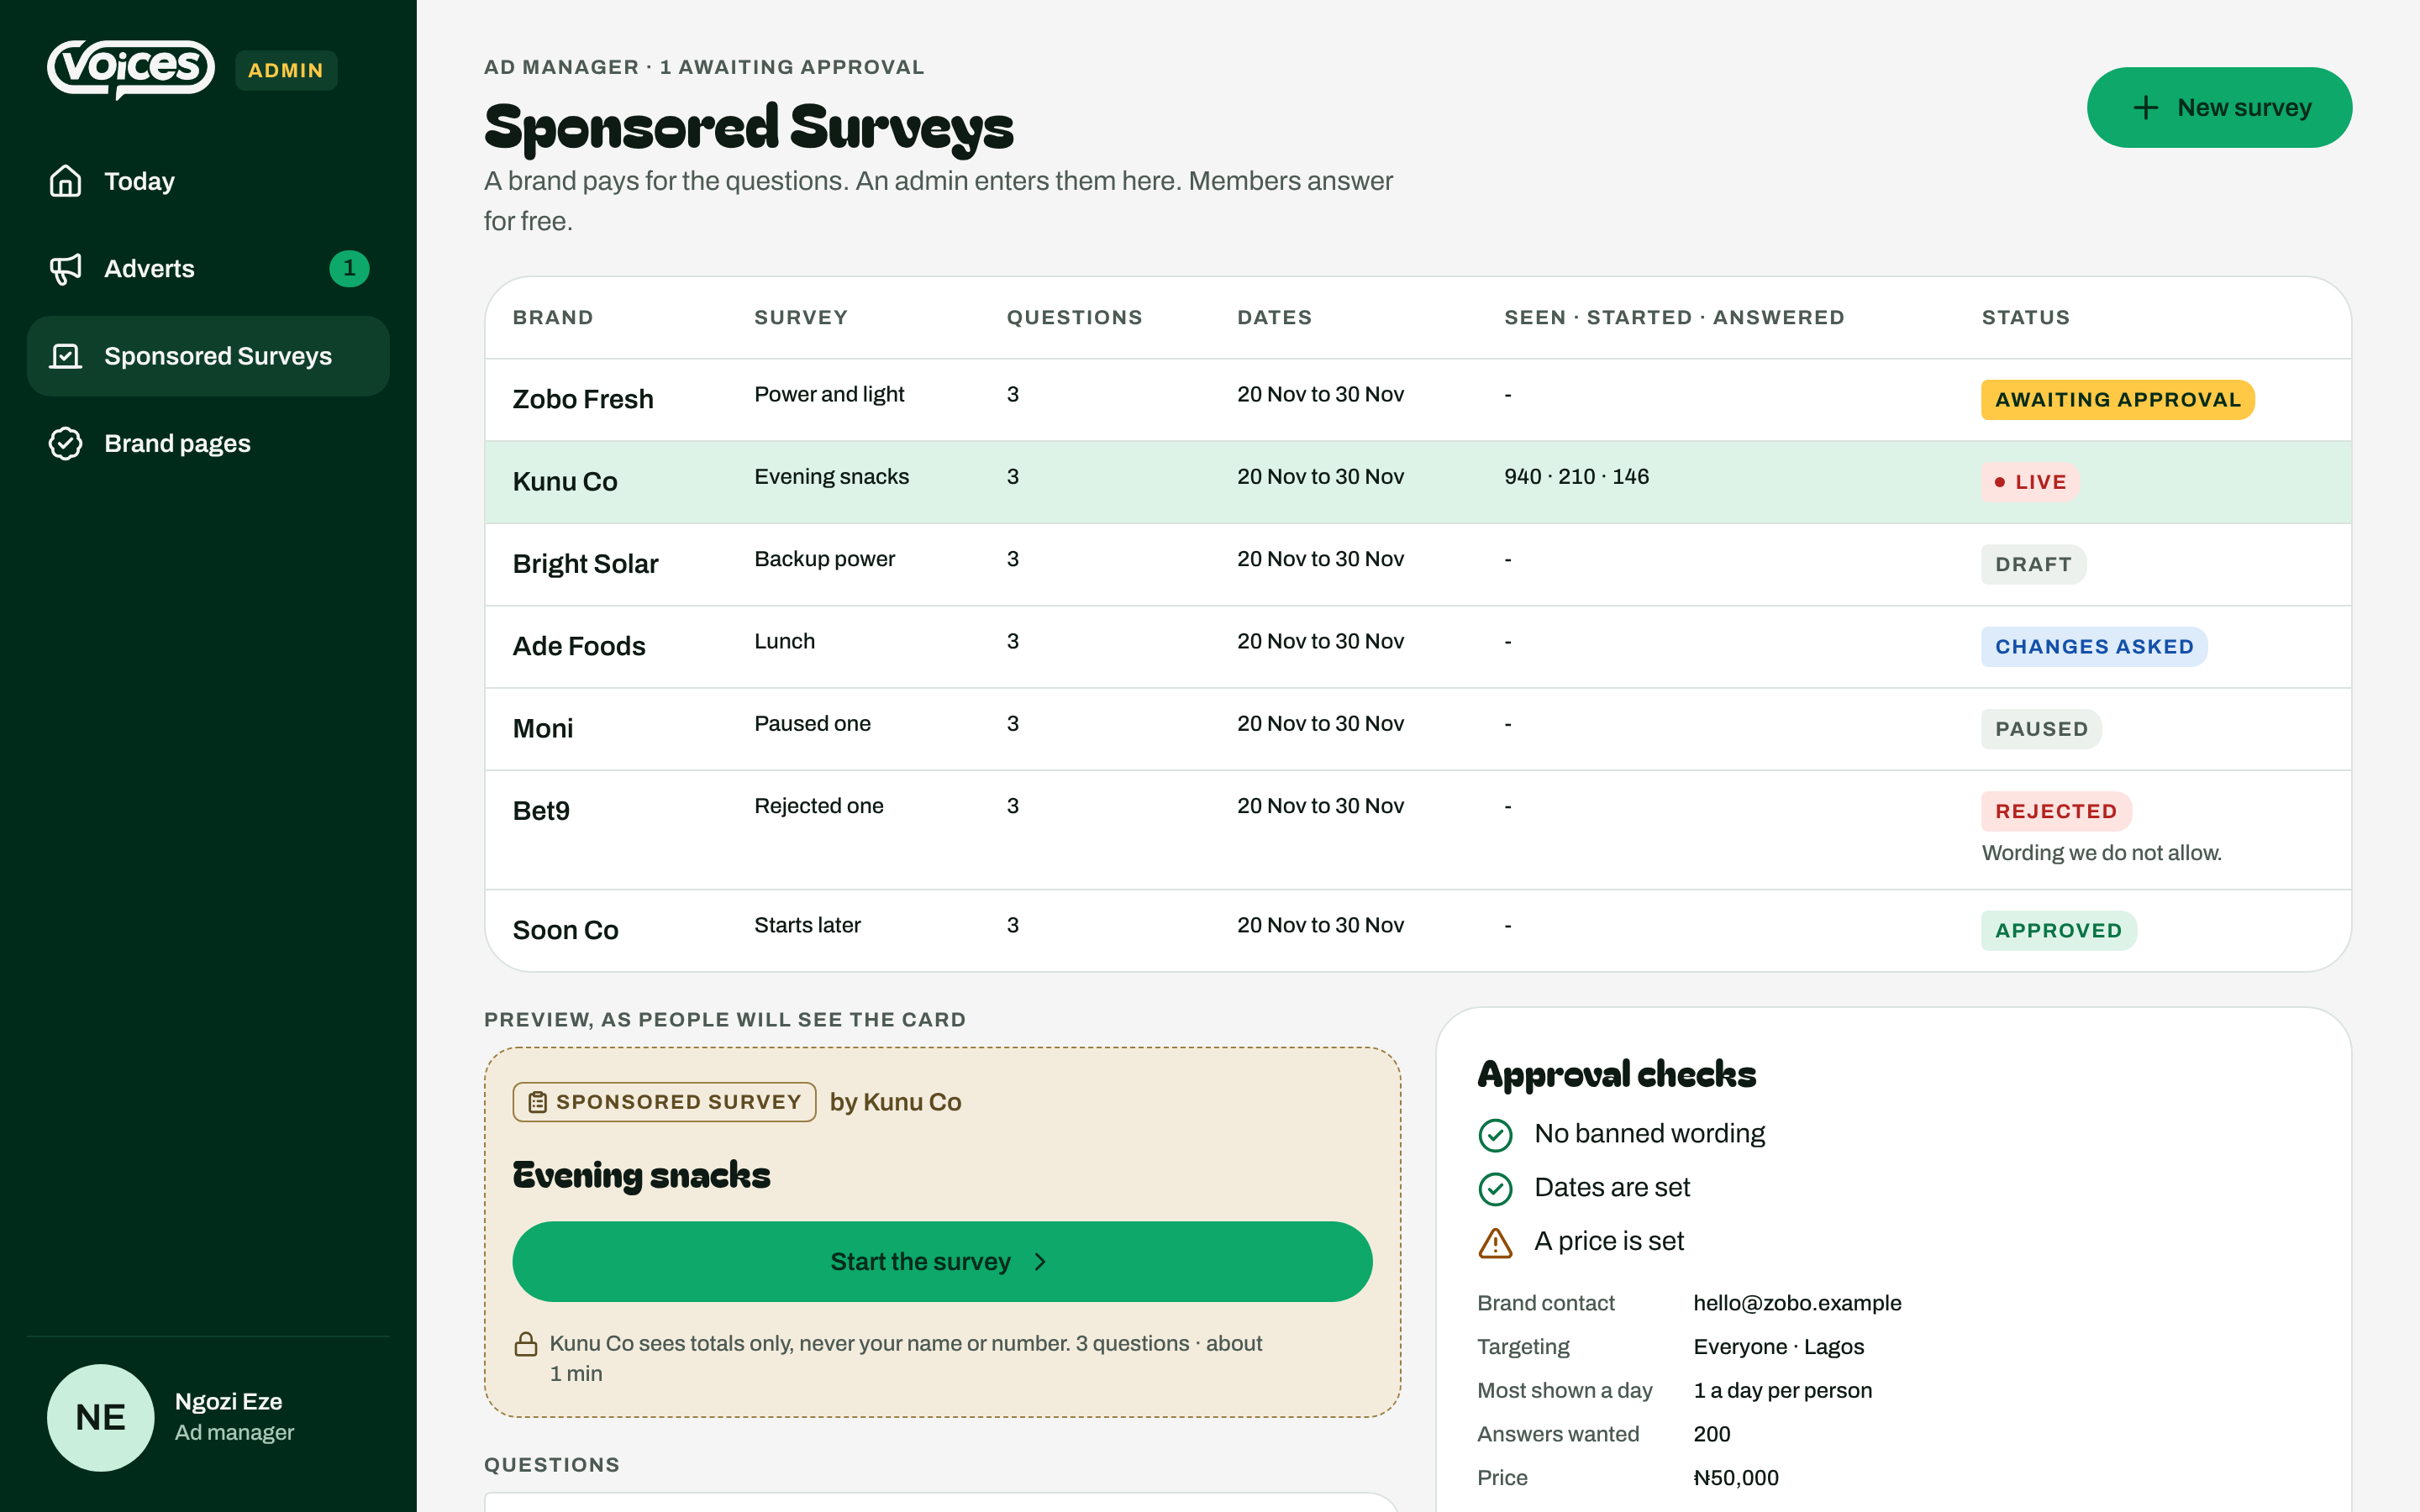 Voices ADMIN
Today
Adverts 1
Sponsored Surveys
Brand pages
NE
Ngozi Eze
Ad manager
AD MANAGER · 1 AWAITING APPROVAL
Sponsored Surveys
A brand pays for the questions. An admin enters them here. Members answer
for free.
New survey
BRAND SURVEY QUESTIONS DATES SEEN · STARTED · ANSWERED STATUS
Zobo Fresh Power and light 3 20 Nov to 30 Nov - AWAITING APPROVAL
Kunu Co Evening snacks 3 20 Nov to 30 Nov 940 · 210 · 146 LIVE
Bright Solar Backup power 3 20 Nov to 30 Nov - DRAFT
Ade Foods Lunch 3 20 Nov to 30 Nov - CHANGES ASKED
Moni Paused one 3 20 Nov to 30 Nov - PAUSED
Bet9 Rejected one 3 20 Nov to 30 Nov - REJECTED
Wording we do not allow.
Soon Co Starts later 3 20 Nov to 30 Nov - APPROVED
PREVIEW, AS PEOPLE WILL SEE THE CARD
SPONSORED SURVEY by Kunu Co
Evening snacks
Start the survey
Kunu Co sees totals only, never your name or number. 3 questions · about
1 min
QUESTIONS
Approval checks
No banned wording
Dates are set
A price is set
Brand contact hello@zobo.example
Targeting Everyone · Lagos
Most shown a day 1 a day per person
Answers wanted 200
Price ₦50,000